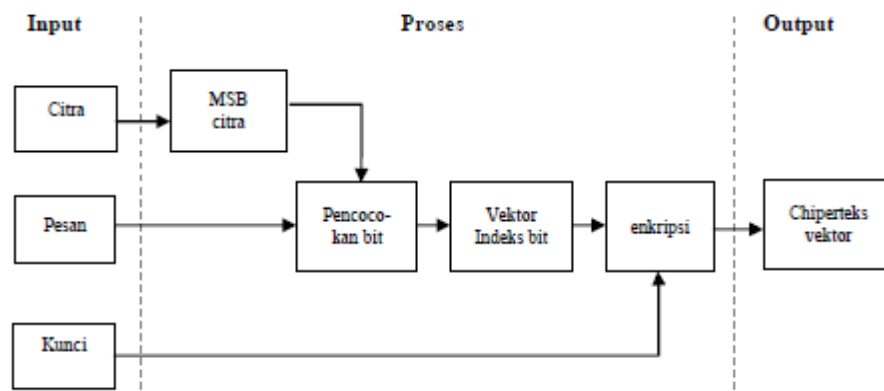 Input
Proses
Output
Citra
MSB
citra
Pesan
Pencoco-
kan bit
Vektor
Indeks bit
enkripsi
Chiperteks
vektor
Kunci